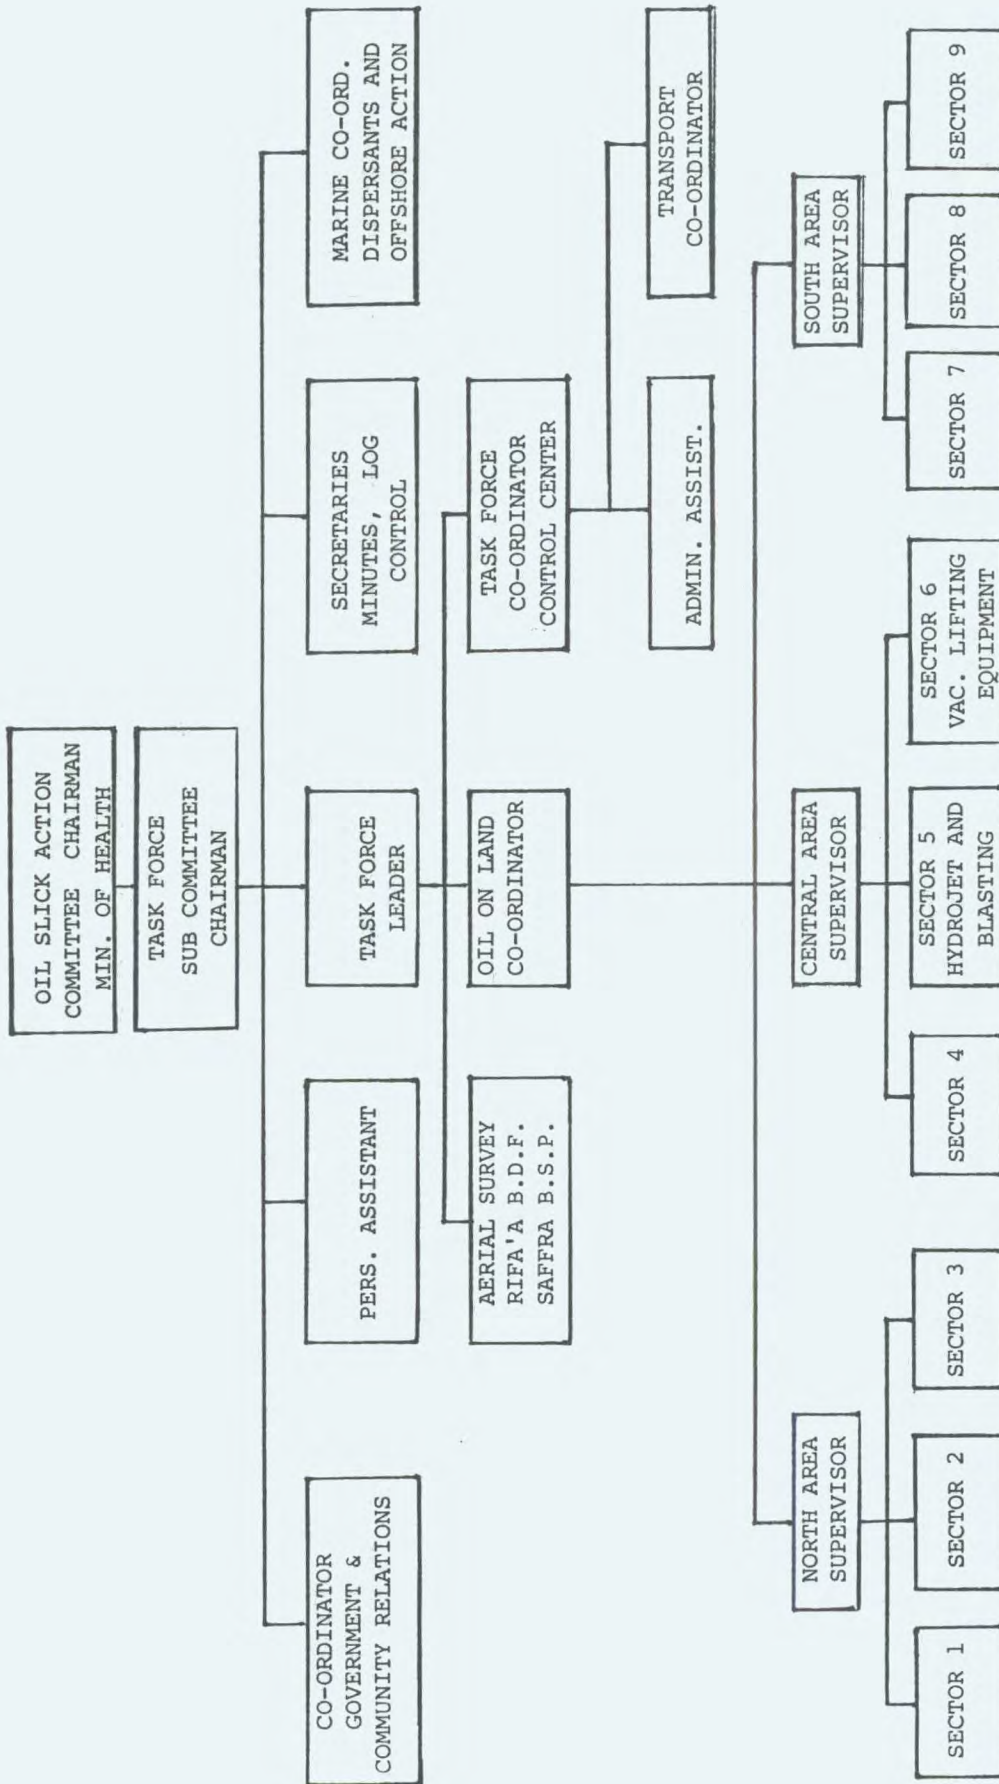 OIL SLICK ACTION
COMMITTEE CHAIRMAN
MIN. OF HEALTH
TASK FORCE
SUB COMMITTEE
CHAIRMAN
CO-ORDINATOR
GOVERNMENT &
COMMUNITY RELATIONS
PERS. ASSISTANT
TASK FORCE
LEADER
SECRETARIES
MINUTES, LOG
CONTROL
MARINE CO-ORD.
DISPERSANTS AND
OFFSHORE ACTION
AERIAL SURVEY
RIFA'A B.D.F.
SAFFRA B.S.P.
OIL ON LAND
CO-ORDINATOR
TASK FORCE
CO-ORDINATOR
CONTROL CENTER
ADMIN. ASSIST.
TRANSPORT
CO-ORDINATOR
NORTH AREA
SUPERVISOR
CENTRAL AREA
SUPERVISOR
SOUTH AREA
SUPERVISOR
SECTOR 1
SECTOR 2
SECTOR 3
SECTOR 4
SECTOR 5
HYDROJET AND
BLASTING
SECTOR 6
VAC. LIFTING
EQUIPMENT
SECTOR 7
SECTOR 8
SECTOR 9